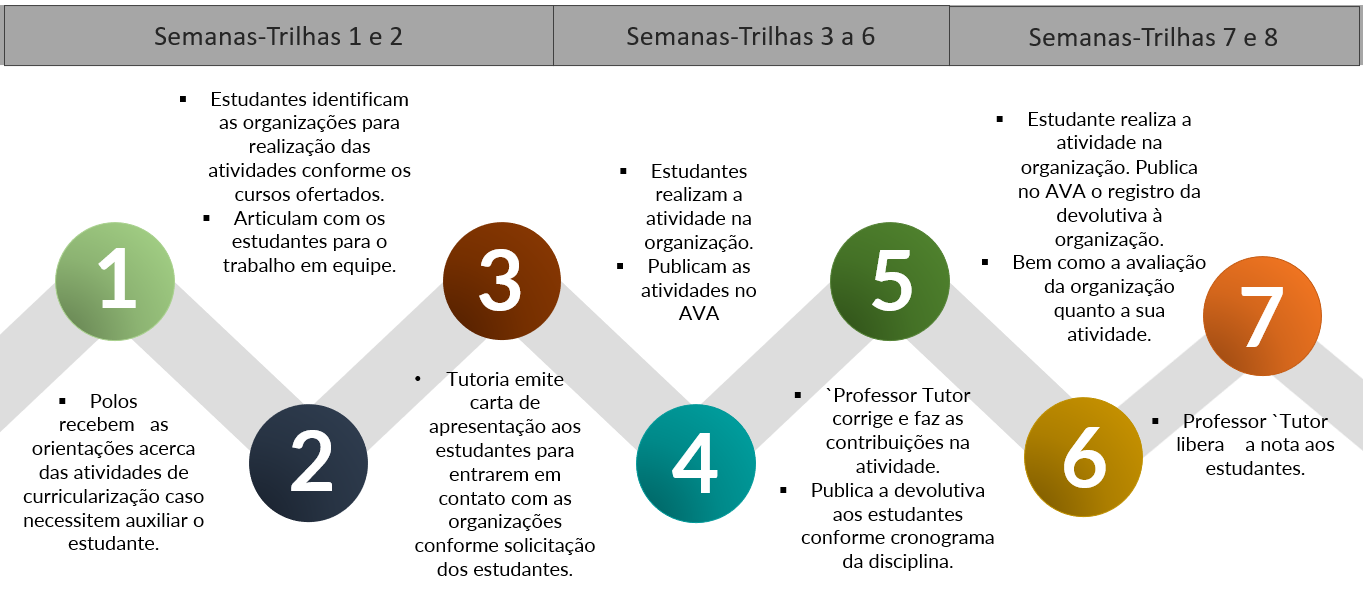 Semanas-Trilhas 1 e 2
Semanas-Trilhas 3 a 6
Semanas-Trilhas 7 e 8
1
▪ Polos
recebem as
orientações acerca
das atividades de
curricularização caso
necessitem auxiliar o
estudante.
▪ Estudantes identificam
as organizações para
realização das
atividades conforme os
cursos ofertados.
▪ Articulam com os
estudantes para o
trabalho em equipe.
2
3
• Tutoria emite
carta de
apresentação aos
estudantes para
entrarem em
contato com as
organizações
conforme solicitação
dos estudantes.
▪ Estudantes
realizam a
atividade na
organização.
▪ Publicam as
atividades no
AVA
4
5
▪ `Professor Tutor
corrige e faz as
contribuições na
atividade.
▪ Publica a devolutiva
aos estudantes
conforme cronograma
da disciplina.
▪ Estudante realiza a
atividade na
organização. Publica
no AVA o registro da
devolutiva à
organização.
▪ Bem como a avaliação
da organização
quanto a sua
atividade.
6
7
▪ Professor `Tutor
libera a nota aos
estudantes.